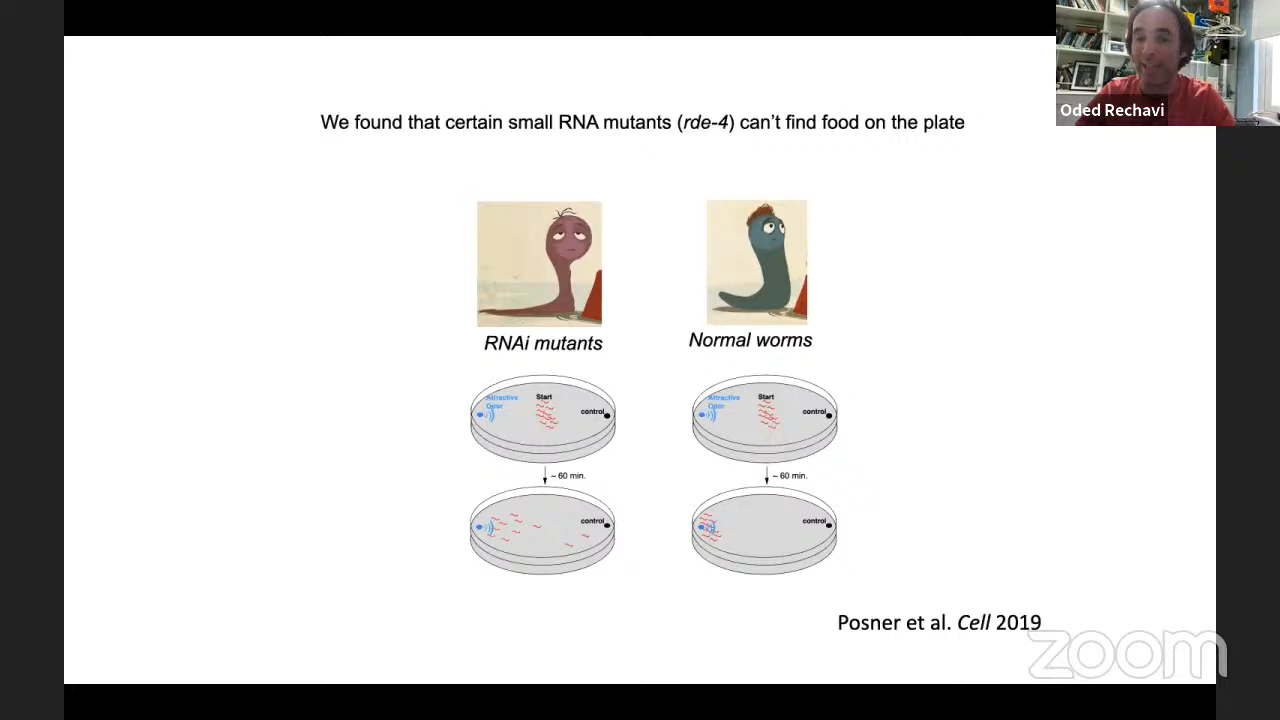 Oded Rechavi
We found that certain small RNA mutants (rde-4) can't find food on the plate
RNAi mutants
Normal worms
Attractive
Odor
Start
control
Attractive
Odor
Start
control
~ 60 min.
~ 60 min.
control
control
Posner et al. Cell 2019
zoom